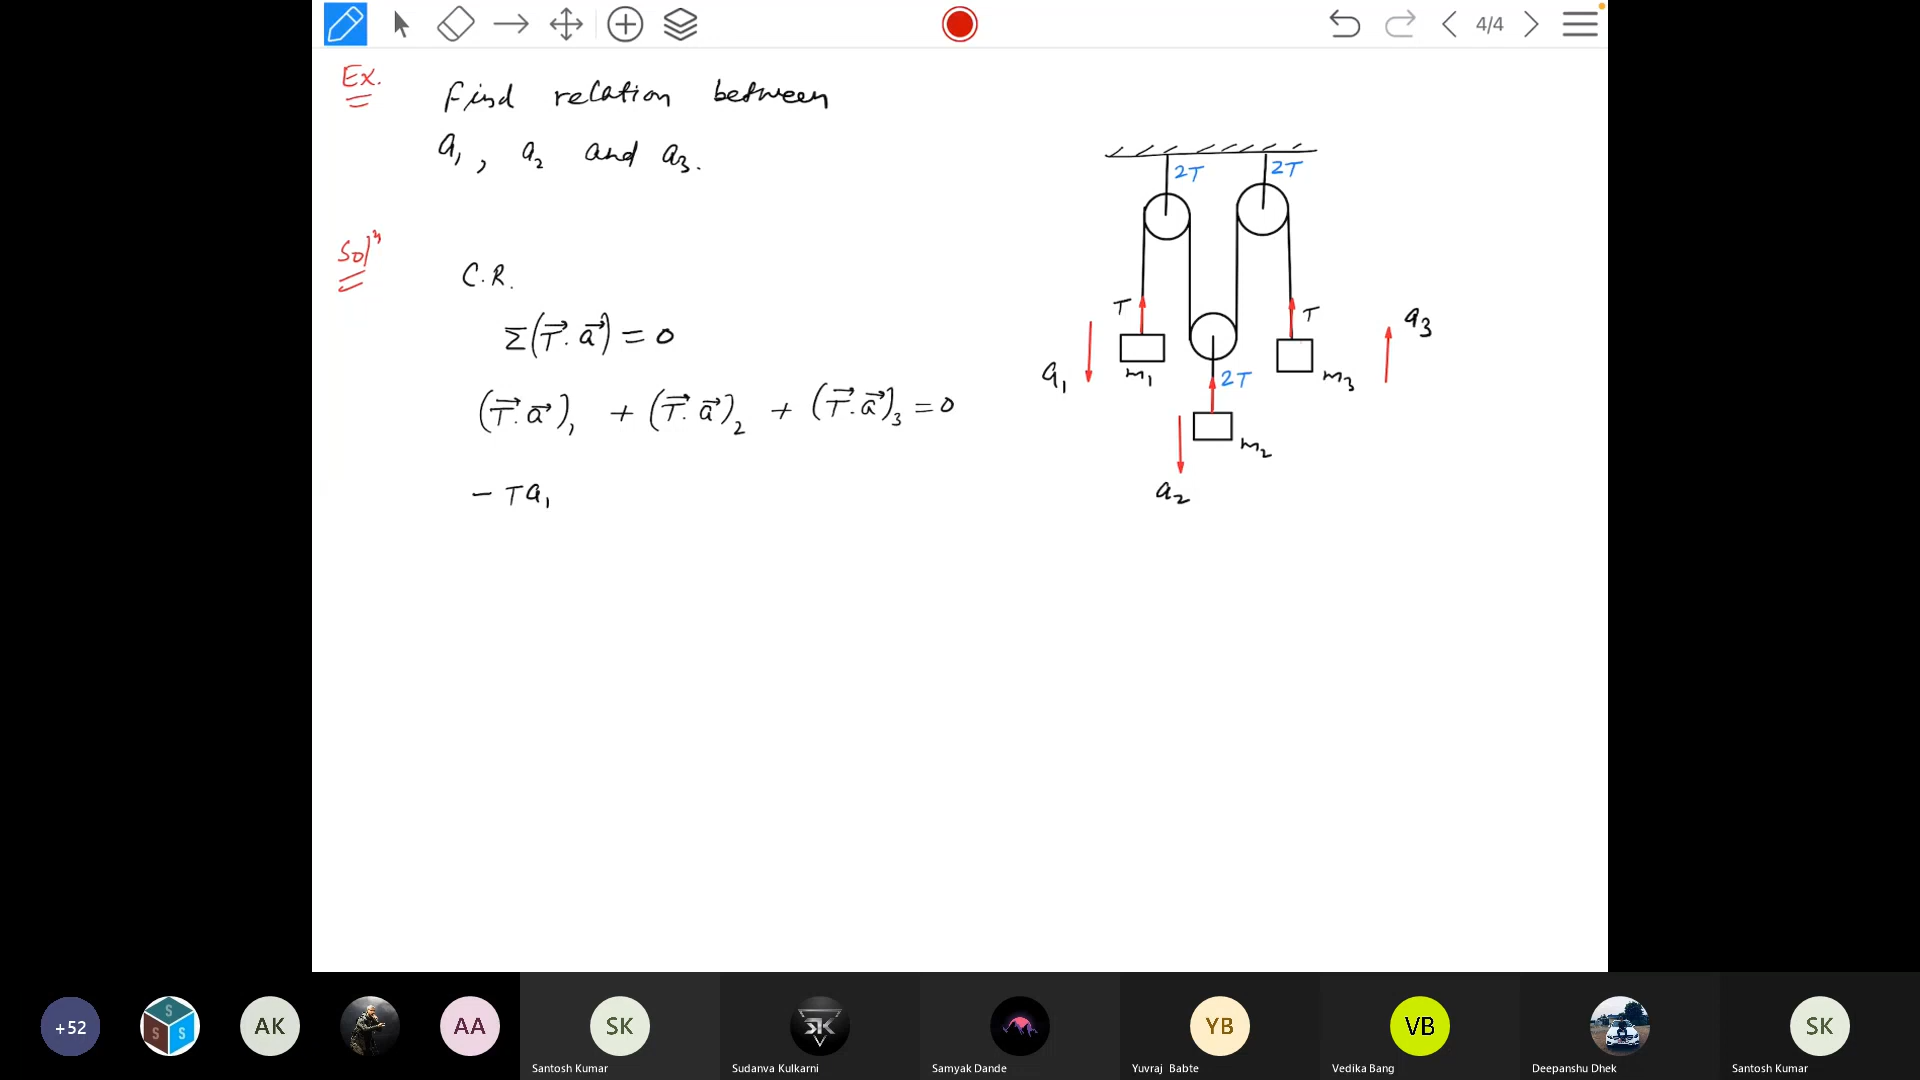 4/4
Ex.
Find relation between
a₁, a₂ and a₃.
Solⁿ
C.R.
Σ(T⃗.a⃗) = 0
(T⃗.a⃗)₁ + (T⃗.a⃗)₂ + (T⃗.a⃗)₃ = 0
- Ta₁
2T 2T
T T
a₃
a₁ m₁ 2T m₃
m₂
a₂
+52
S S S
AK
AA
SK
SK
YB
VB
SK
Santosh Kumar
Sudanva Kulkarni
Samyak Dande
Yuvraj Babte
Vedika Bang
Deepanshu Dhek
Santosh Kumar